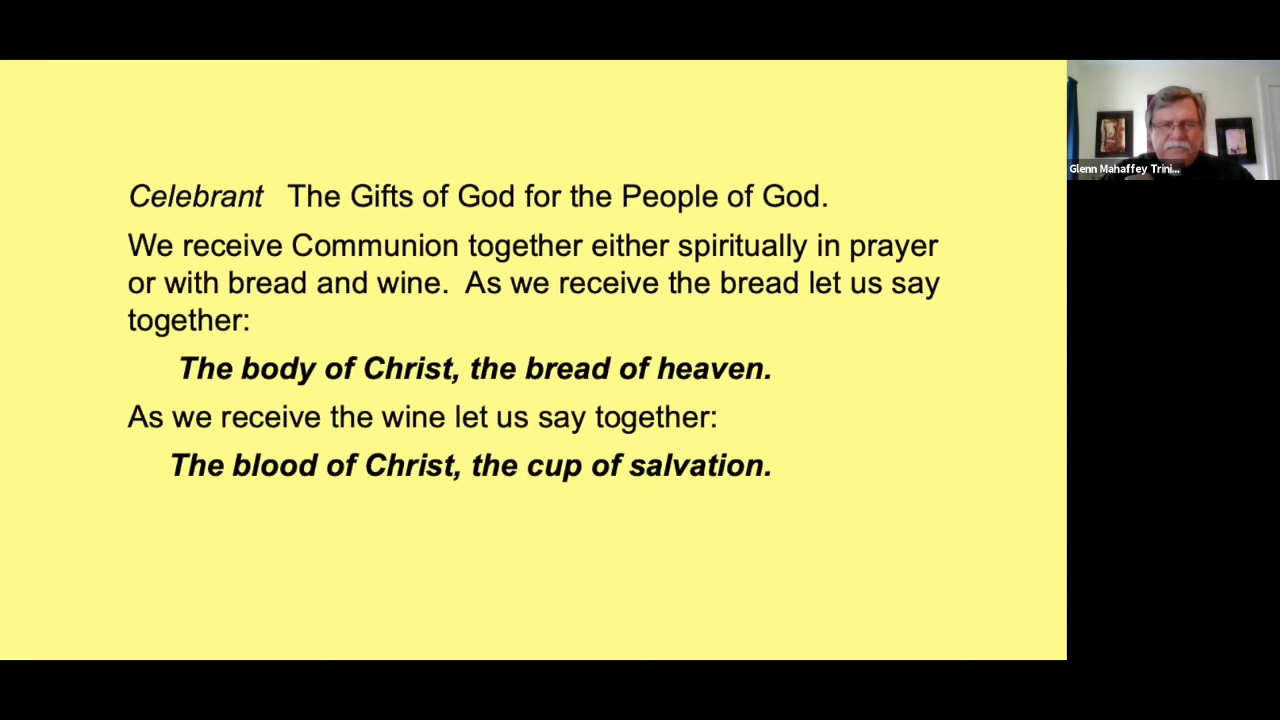 Celebrant The Gifts of God for the People of God.
We receive Communion together either spiritually in prayer
or with bread and wine. As we receive the bread let us say
together:
The body of Christ, the bread of heaven.
As we receive the wine let us say together:
The blood of Christ, the cup of salvation.
Glenn Mahaffey Trini...